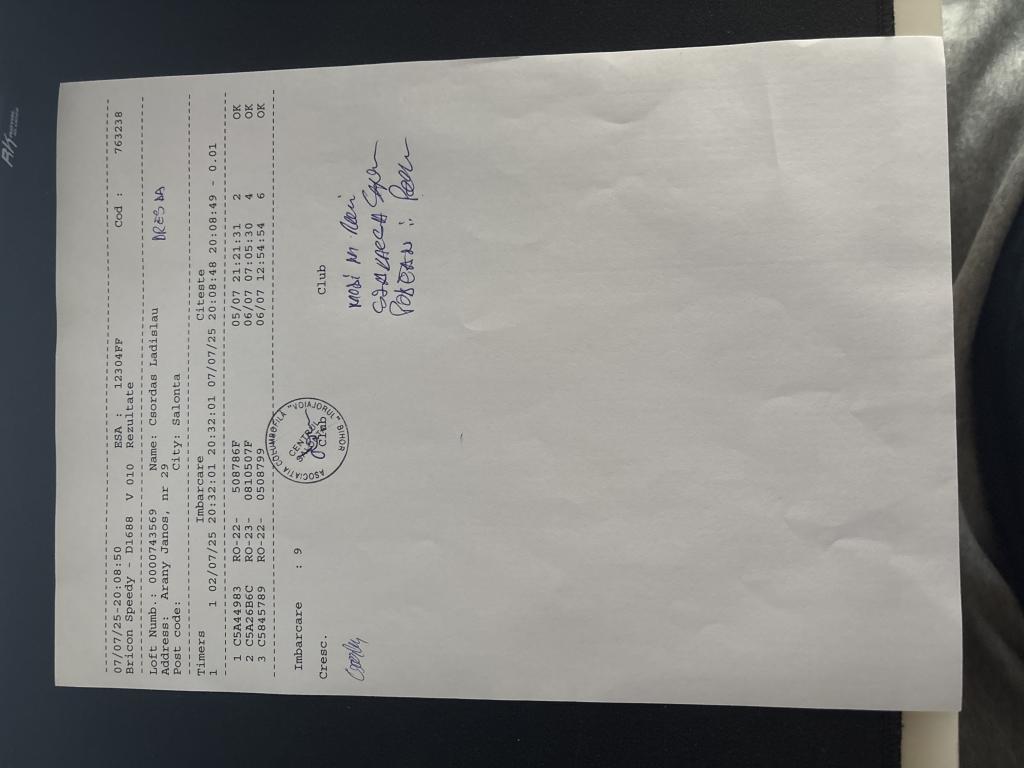 07/07/25-20:08:50 ESA : 12304FF Cod : 763238
Bricon Speedy - D1688 V 010 Rezultate
Loft Numb.: 0000743569 Name: Csordas Ladislau DRESDA
Address: Arany Janos, nr 29
Post code: City: Salonta
Timers Imbarcare Citeste
1 1 02/07/25 20:32:01 20:32:01 07/07/25 20:08:48 20:08:49 - 0.01
1 C5A44983 RO-22- 508786F 05/07 21:21:31 2 OK
2 C5A26B6C RO-23- 0810507F 06/07 07:05:30 4 OK
3 C5845789 RO-22- 0508799 06/07 12:54:54 6 OK
Imbarcare : 9
Cresc. Club Club
ASOCIATIA COLUMBOFILĂ "VOIAJORUL" BIHOR
CENTRUL
SALONTA